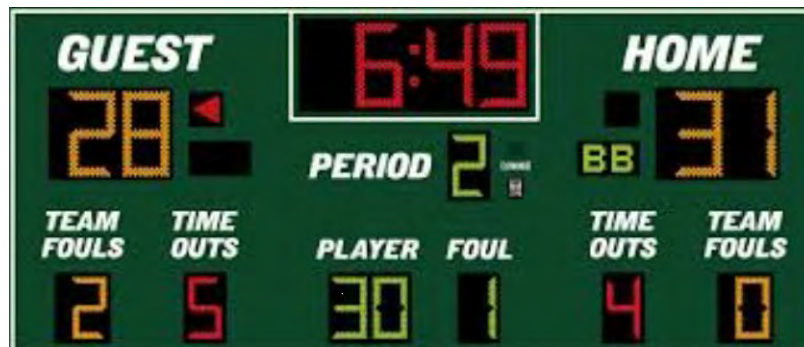 GUEST 6:49 HOME
28 31
PERIOD 2 BB
TEAM FOULS TIME OUTS PLAYER FOUL TIME OUTS TEAM FOULS
2 5 30 1 4 0